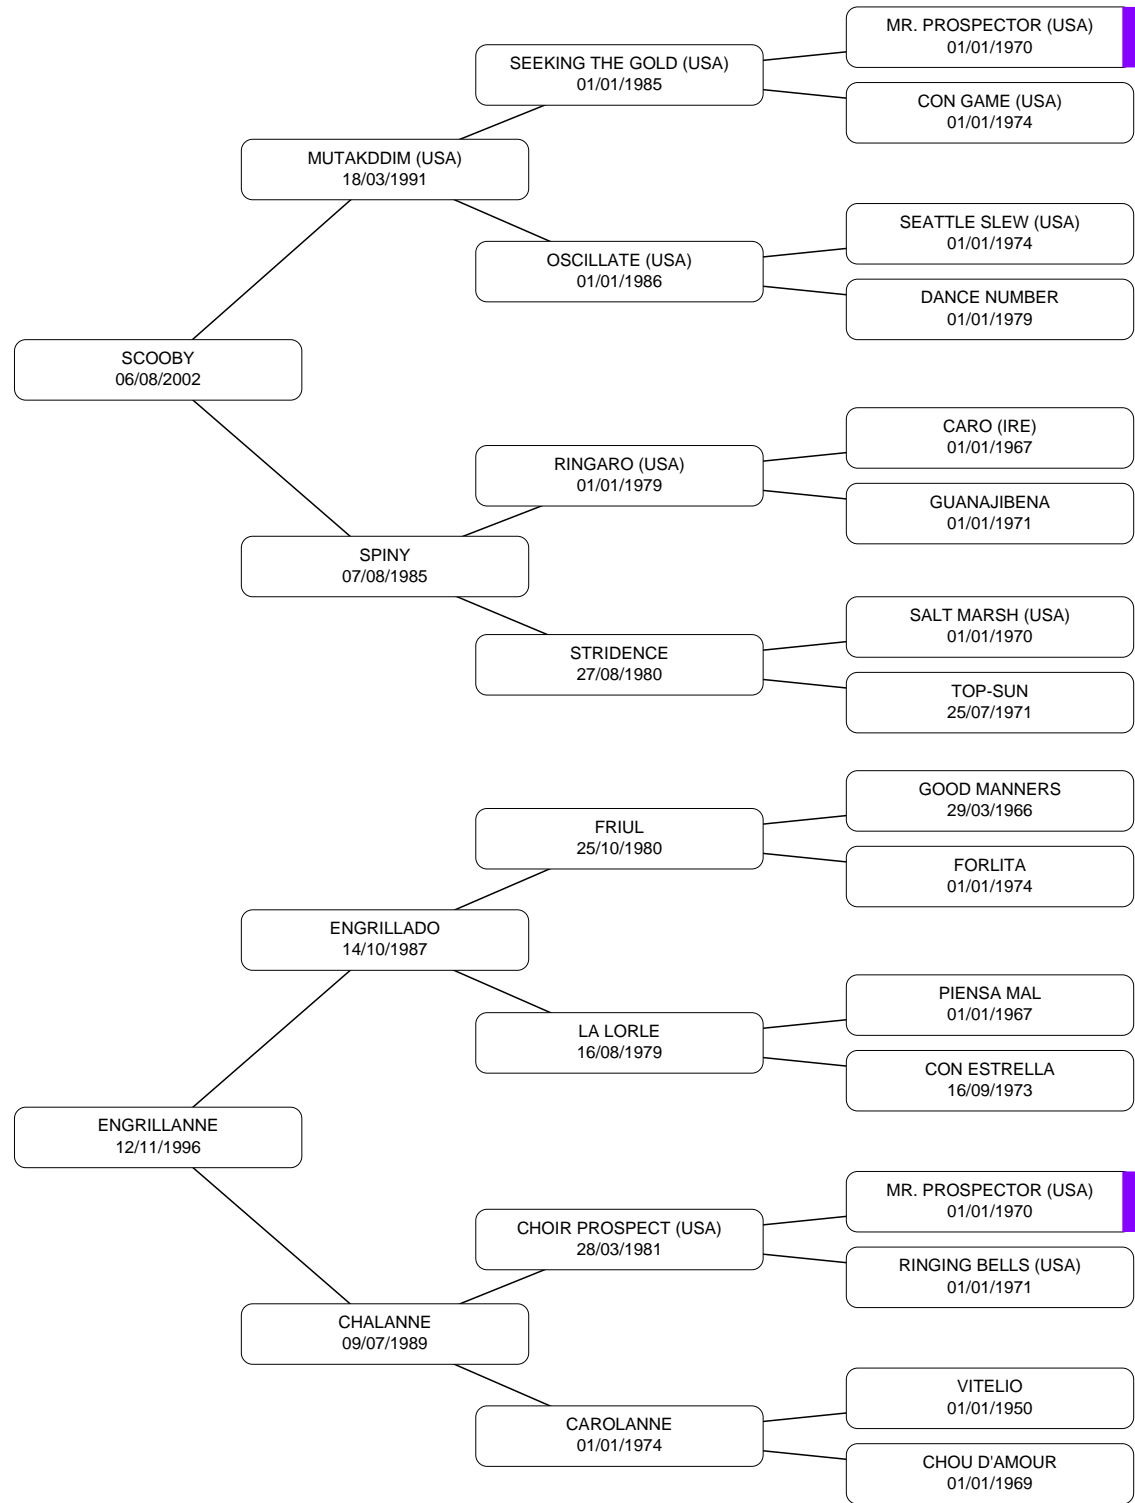 MR. PROSPECTOR (USA)
01/01/1970
SEEKING THE GOLD (USA)
01/01/1985
CON GAME (USA)
01/01/1974
MUTAKDDIM (USA)
18/03/1991
SEATTLE SLEW (USA)
01/01/1974
OSCILLATE (USA)
01/01/1986
DANCE NUMBER
01/01/1979
SCOOBY
06/08/2002
CARO (IRE)
01/01/1967
RINGARO (USA)
01/01/1979
GUANAJIBENA
01/01/1971
SPINY
07/08/1985
SALT MARSH (USA)
01/01/1970
STRIDENCE
27/08/1980
TOP-SUN
25/07/1971
GOOD MANNERS
29/03/1966
FRIUL
25/10/1980
FORLITA
01/01/1974
ENGRILLADO
14/10/1987
PIENSA MAL
01/01/1967
LA LORLE
16/08/1979
CON ESTRELLA
16/09/1973
ENGRILLANNE
12/11/1996
MR. PROSPECTOR (USA)
01/01/1970
CHOIR PROSPECT (USA)
28/03/1981
RINGING BELLS (USA)
01/01/1971
CHALANNE
09/07/1989
VITELIO
01/01/1950
CAROLANNE
01/01/1974
CHOU D'AMOUR
01/01/1969